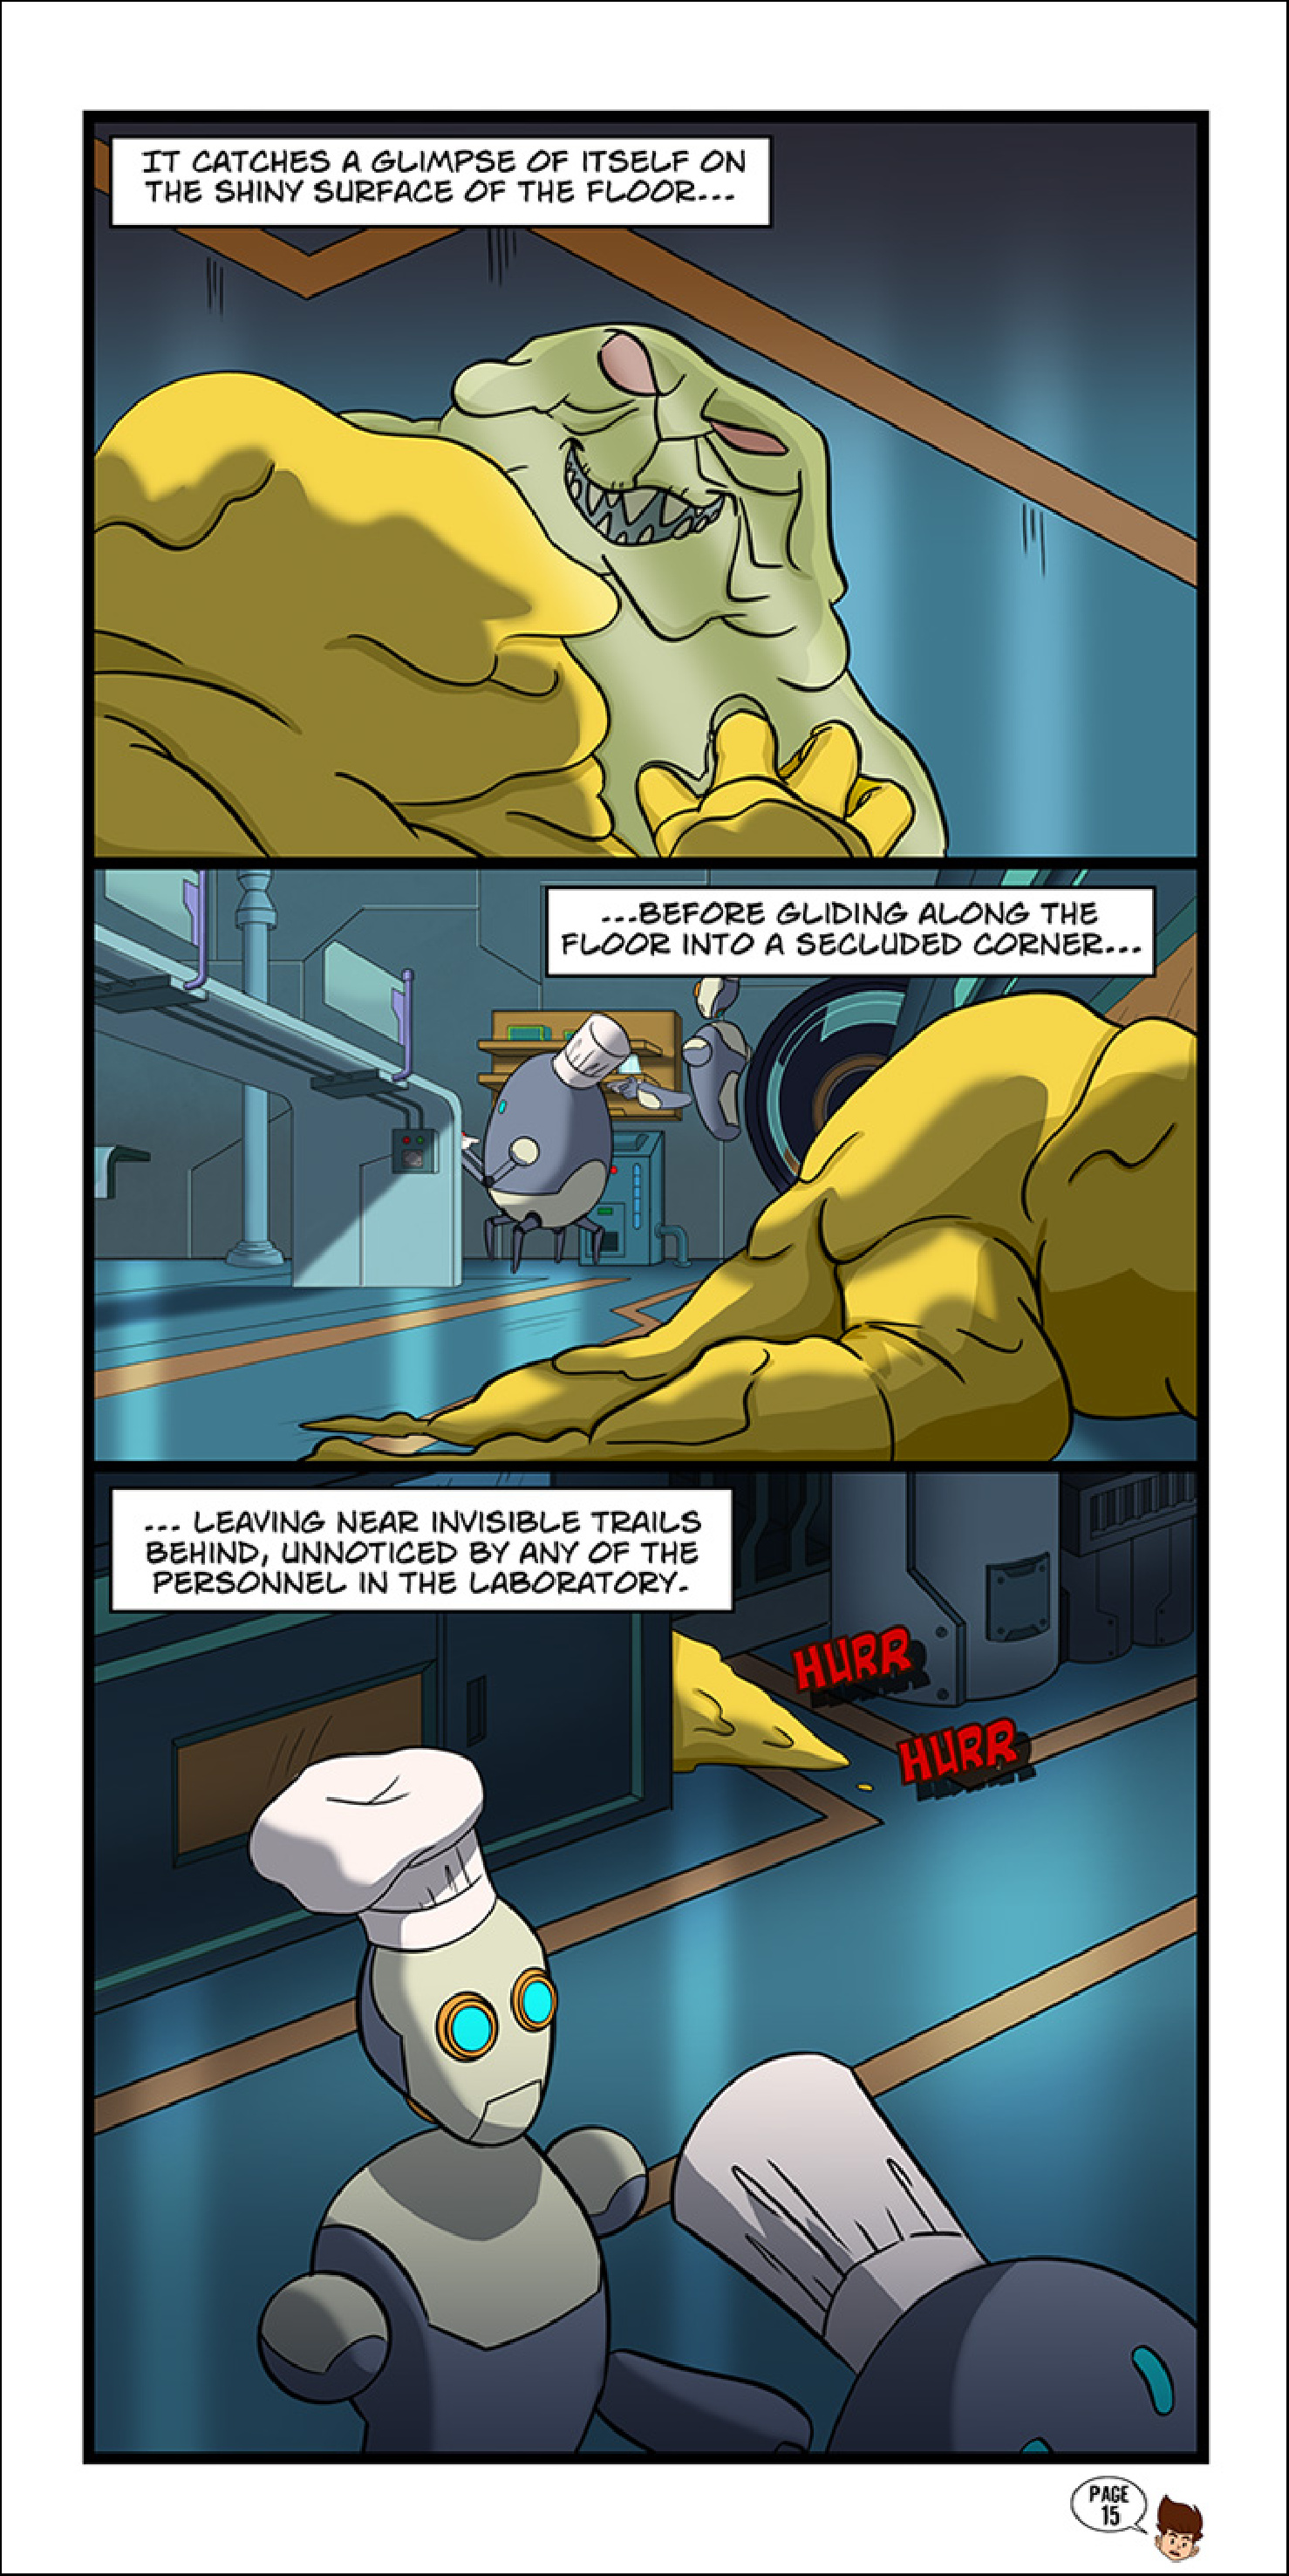 IT CATCHES A GLIMPSE OF ITSELF ON
THE SHINY SURFACE OF THE FLOOR...
...BEFORE GLIDING ALONG THE
FLOOR INTO A SECLUDED CORNER...
... LEAVING NEAR INVISIBLE TRAILS
BEHIND, UNNOTICED BY ANY OF THE
PERSONNEL IN THE LABORATORY.
HURR
HURR
PAGE
15